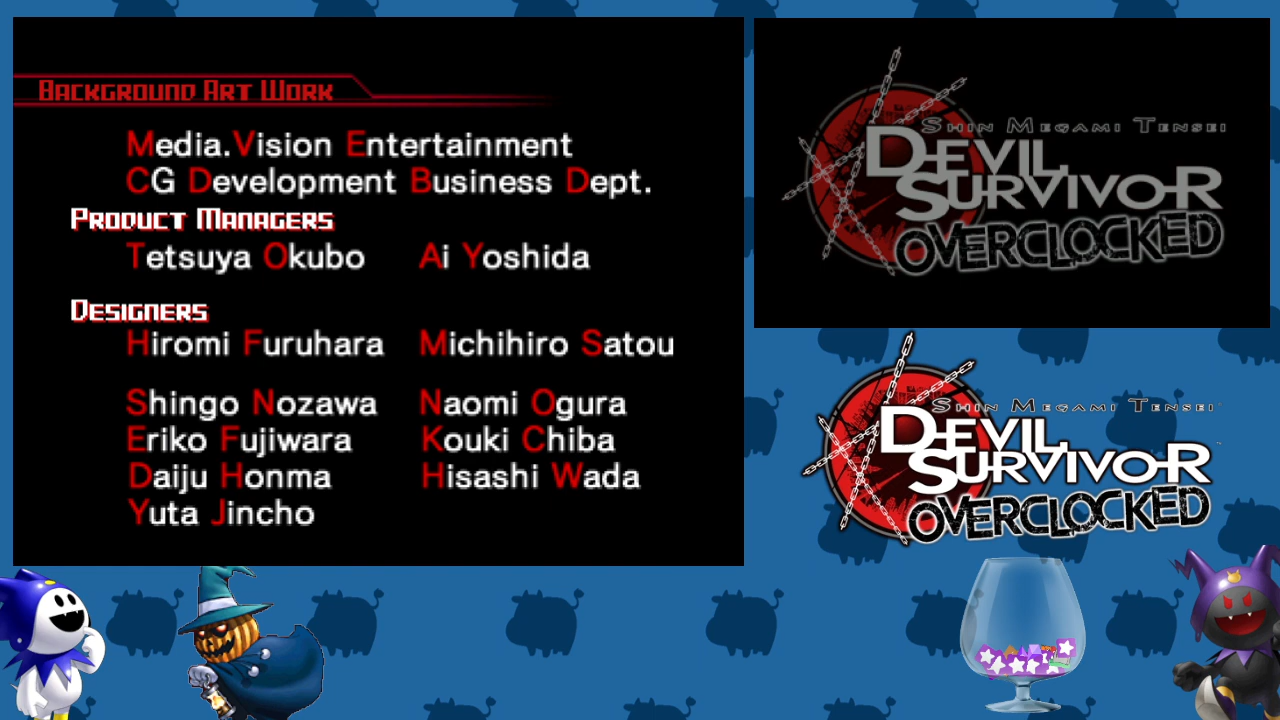 Background Art Work
Media.Vision Entertainment
CG Development Business Dept.
Product Managers
Tetsuya Okubo Ai Yoshida
Designers
Hiromi Furuhara Michihiro Satou
Shingo Nozawa Naomi Ogura
Eriko Fujiwara Kouki Chiba
Daiju Honma Hisashi Wada
Yuta Jincho
Shin Megami Tensei
Devil
Survivor
Overclocked
Shin Megami Tensei
Devil
Survivor
Overclocked